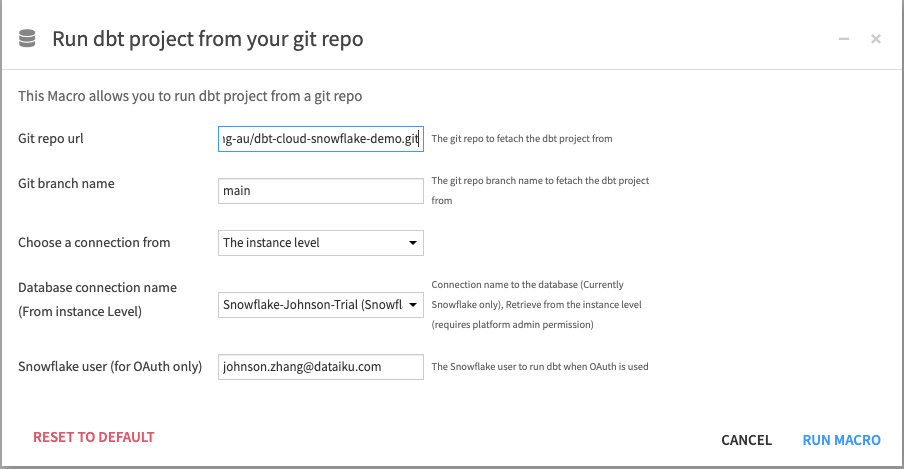 Run dbt project from your git repo
This Macro allows you to run dbt project from a git repo
Git repo url
ng-au/dbt-cloud-snowflake-demo.git
The git repo to fetach the dbt project from
Git branch name
main
The git repo branch name to feetach the dbt project
from
Choose a connection from
The instance level
Database connection name
(From instance Level)
Snowflake-Johnson-Trial (Snowfl
Connection name to the database (Currently
Snowflake only), Retrieve from the instance level
(requires platform admin permission)
Snowflake user (for OAuth only)
johnson.zhang@dataiku.com
The Snowflake user to run dbt when OAuth is used
RESET TO DEFAULT
CANCEL
RUN MACRO